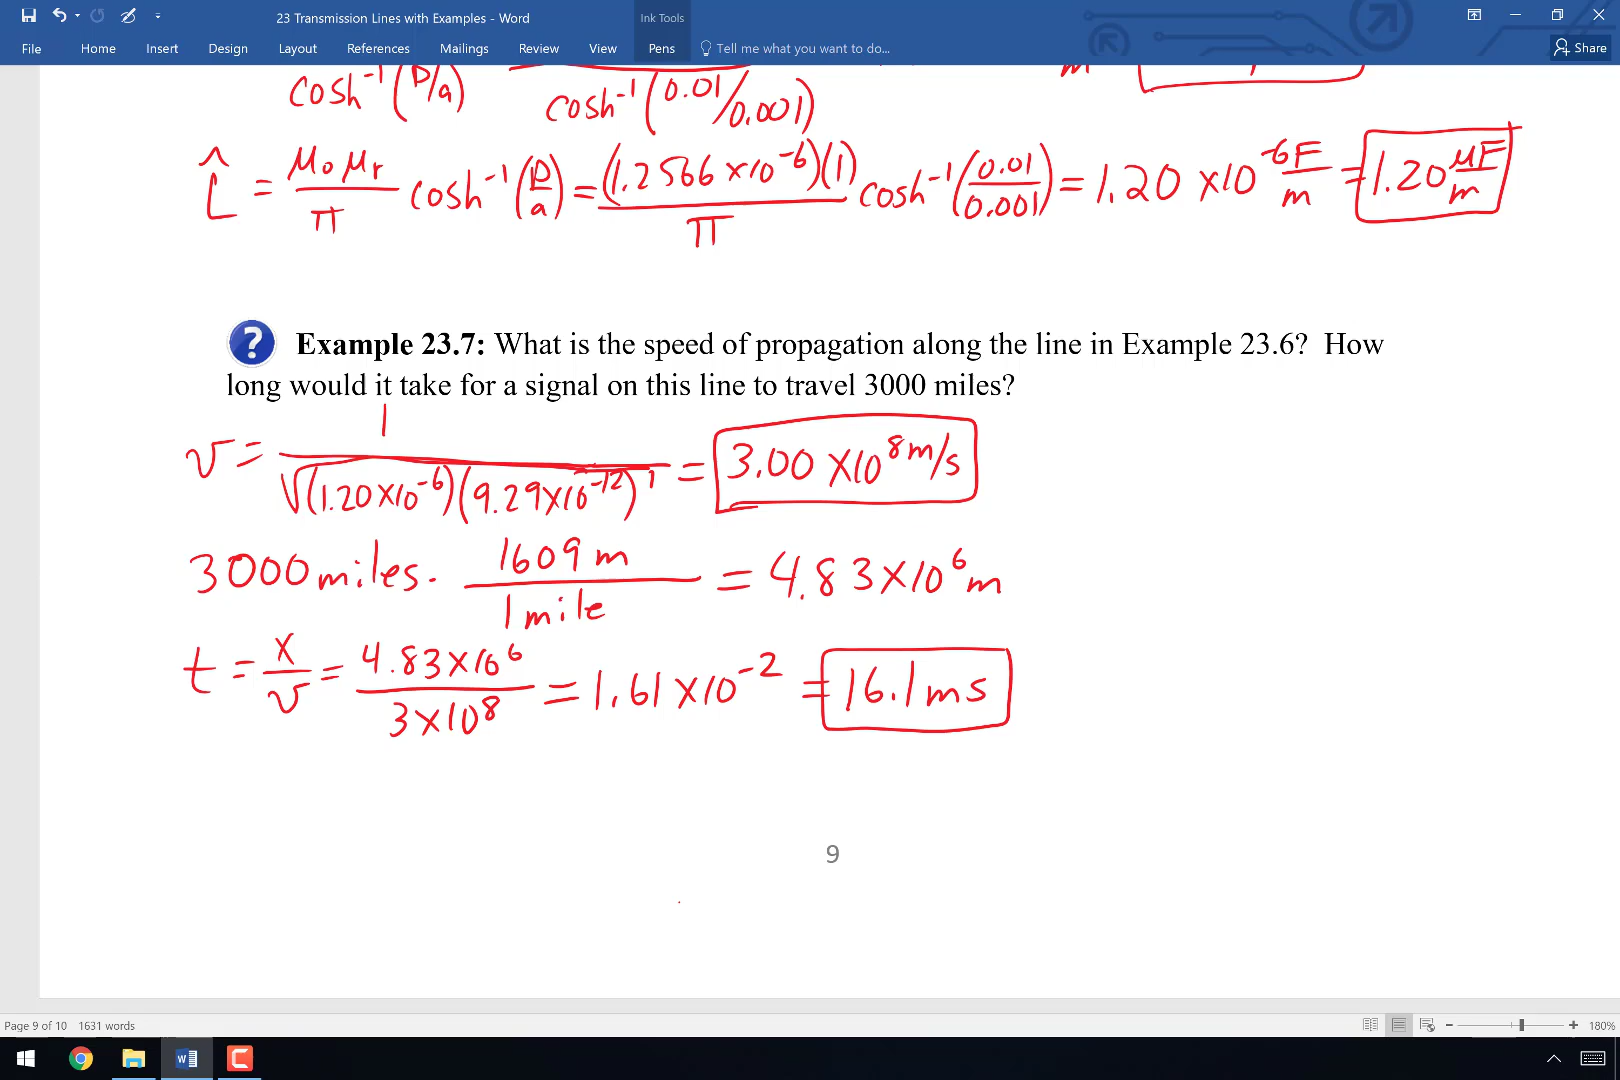 23 Transmission Lines with Examples - Word
Ink Tools
File Home Insert Design Layout References Mailings Review View Pens Tell me what you want to do... Share
cosh⁻¹(D/a) cosh⁻¹(0.01/0.001) m
L̂ = μ₀μᵣ/π cosh⁻¹(D/a) = (1.2566×10⁻⁶)(1)/π cosh⁻¹(0.01/0.001) = 1.20 ×10⁻⁶ F/m = 1.20 μF/m
? Example 23.7: What is the speed of propagation along the line in Example 23.6? How
long would it take for a signal on this line to travel 3000 miles?
v = 1/√((1.20×10⁻⁶)(9.29×10⁻¹²)) = 3.00 ×10⁸ m/s
3000 miles · 1609 m/1 mile = 4.83×10⁶ m
t = x/v = 4.83×10⁶/3×10⁸ = 1.61×10⁻² = 16.1 ms
9
Page 9 of 10 1631 words
180%